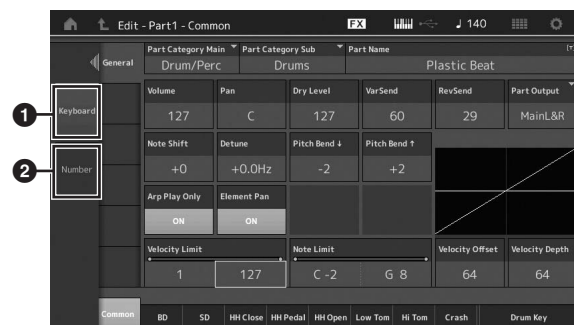 Edit - Part1 - Common
FX
♩ 140
Part Category Main
Part Category Sub
Part Name
General
Drum/Perc
Drums
Plastic Beat
Volume
Pan
Dry Level
VarSend
RevSend
Part Output
1
Keyboard
127
C
127
60
29
MainL&R
Note Shift
Detune
Pitch Bend ↓
Pitch Bend ↑
2
Number
+0
+0.0Hz
-2
+2
Arp Play Only
Element Pan
ON
ON
Velocity Limit
Note Limit
Velocity Offset
Velocity Depth
1
127
C -2
G 8
64
64
Common
BD
SD
HH Close
HH Pedal
HH Open
Low Tom
Hi Tom
Crash
Drum Key